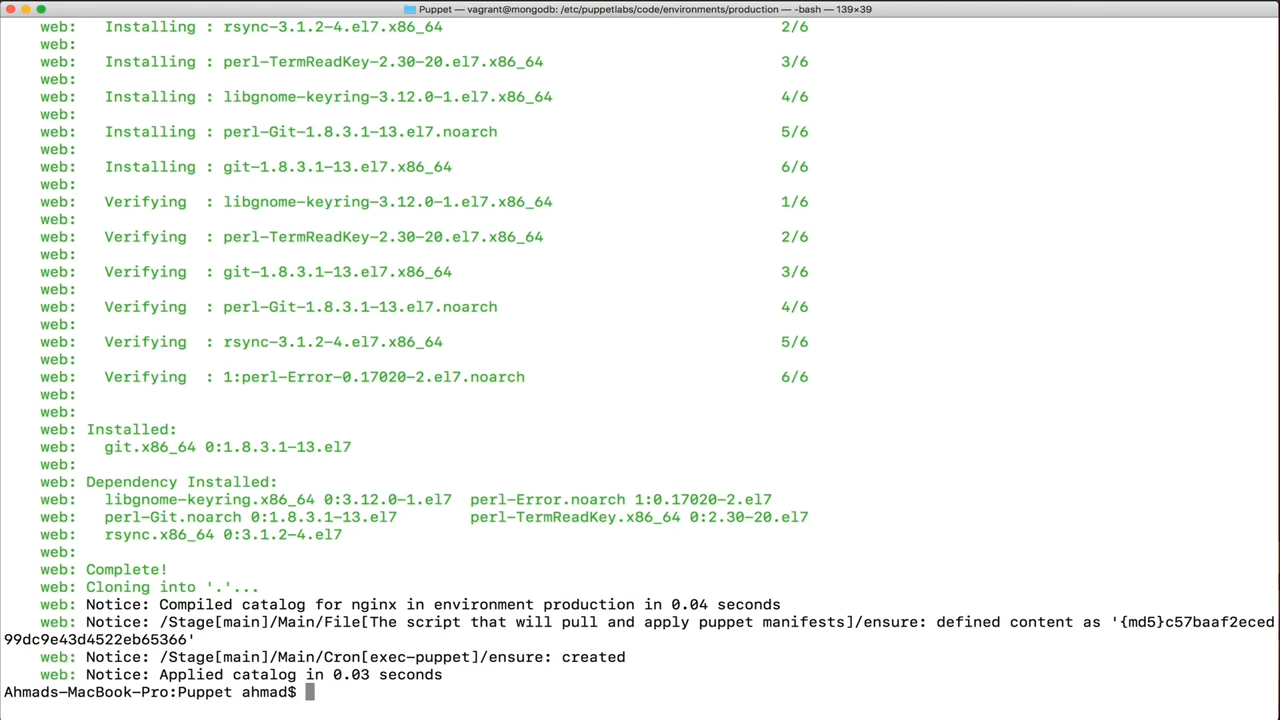 Puppet — vagrant@mongodb: /etc/puppetlabs/code/environments/production — -bash — 139×39
web:   Installing : rsync-3.1.2-4.el7.x86_64                                     2/6
web:
web:   Installing : perl-TermReadKey-2.30-20.el7.x86_64                          3/6
web:
web:   Installing : libgnome-keyring-3.12.0-1.el7.x86_64                         4/6
web:
web:   Installing : perl-Git-1.8.3.1-13.el7.noarch                               5/6
web:
web:   Installing : git-1.8.3.1-13.el7.x86_64                                    6/6
web:
web:   Verifying  : libgnome-keyring-3.12.0-1.el7.x86_64                         1/6
web:
web:   Verifying  : perl-TermReadKey-2.30-20.el7.x86_64                          2/6
web:
web:   Verifying  : git-1.8.3.1-13.el7.x86_64                                    3/6
web:
web:   Verifying  : perl-Git-1.8.3.1-13.el7.noarch                               4/6
web:
web:   Verifying  : rsync-3.1.2-4.el7.x86_64                                     5/6
web:
web:   Verifying  : 1:perl-Error-0.17020-2.el7.noarch                            6/6
web:
web:
web: Installed:
web:   git.x86_64 0:1.8.3.1-13.el7
web:
web: Dependency Installed:
web:   libgnome-keyring.x86_64 0:3.12.0-1.el7  perl-Error.noarch 1:0.17020-2.el7
web:   perl-Git.noarch 0:1.8.3.1-13.el7        perl-TermReadKey.x86_64 0:2.30-20.el7
web:   rsync.x86_64 0:3.1.2-4.el7
web:
web: Complete!
web: Cloning into '.'...
web: Notice: Compiled catalog for nginx in environment production in 0.04 seconds
web: Notice: /Stage[main]/Main/File[The script that will pull and apply puppet manifests]/ensure: defined content as '{md5}c57baaf2eced
99dc9e43d4522eb65366'
web: Notice: /Stage[main]/Main/Cron[exec-puppet]/ensure: created
web: Notice: Applied catalog in 0.03 seconds
Ahmads-MacBook-Pro:Puppet ahmad$